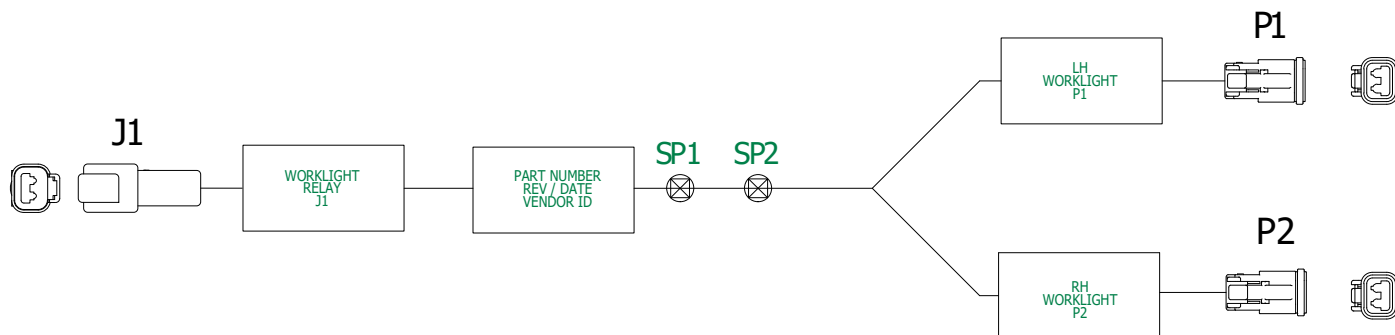 J1
WORKLIGHT
RELAY
J1
PART NUMBER
REV / DATE
VENDOR ID
SP1
SP2
LH
WORKLIGHT
P1
P1
RH
WORKLIGHT
P2
P2